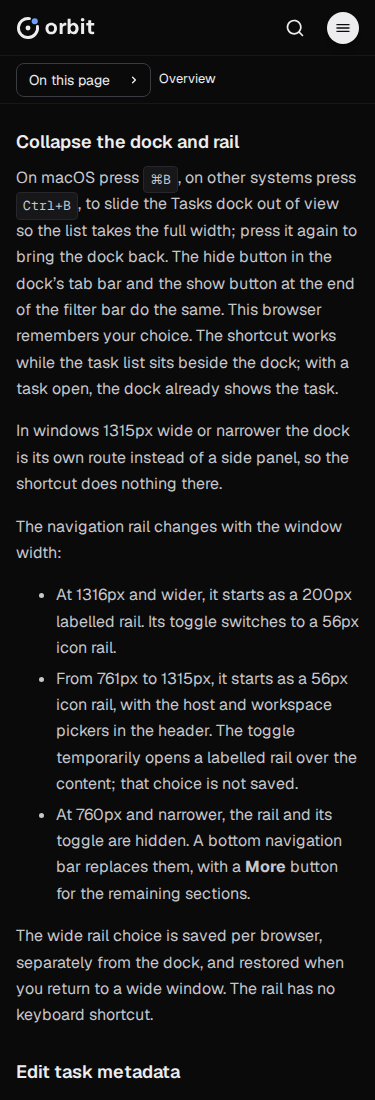 orbit
On this page
Overview
Collapse the dock and rail
On macOS press ⌘B, on other systems press
Ctrl+B, to slide the Tasks dock out of view
so the list takes the full width; press it again to
bring the dock back. The hide button in the
dock’s tab bar and the show button at the end
of the filter bar do the same. This browser
remembers your choice. The shortcut works
while the task list sits beside the dock; with a
task open, the dock already shows the task.
In windows 1315px wide or narrower the dock
is its own route instead of a side panel, so the
shortcut does nothing there.
The navigation rail changes with the window
width:
• At 1316px and wider, it starts as a 200px
labelled rail. Its toggle switches to a 56px
icon rail.
• From 761px to 1315px, it starts as a 56px
icon rail, with the host and workspace
pickers in the header. The toggle
temporarily opens a labelled rail over the
content; that choice is not saved.
• At 760px and narrower, the rail and its
toggle are hidden. A bottom navigation
bar replaces them, with a More button
for the remaining sections.
The wide rail choice is saved per browser,
separately from the dock, and restored when
you return to a wide window. The rail has no
keyboard shortcut.
Edit task metadata